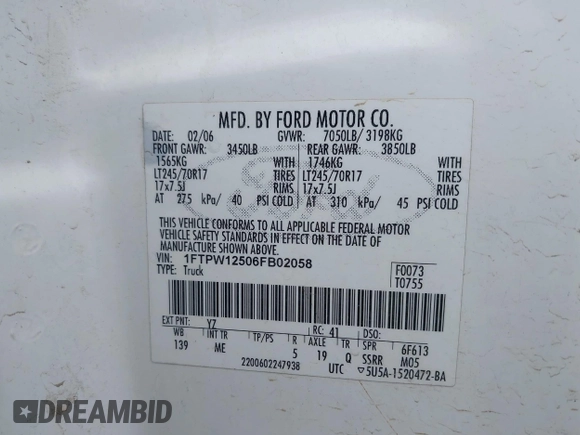 MFD. BY FORD MOTOR CO.
DATE: 02/06 GVWR: 7050LB/ 3198KG
FRONT GAWR: 3450LB REAR GAWR: 3850LB
1565KG WITH 1746KG WITH
LT245/70R17 TIRES LT245/70R17 TIRES
17x7.5J RIMS 17x7.5J RIMS
AT 275 kPa/ 40 PSI COLD AT 310 kPa/ 45 PSI COLD
THIS VEHICLE CONFORMS TO ALL APPLICABLE FEDERAL MOTOR
VEHICLE SAFETY STANDARDS IN EFFECT ON THE DATE OF
MANUFACTURE SHOWN ABOVE.
VIN: 1FTPW12506FB02058
TYPE: Truck
F0073
T0755
EXT PNT: YZ RC: 41 DSO:
WB INT TR TP/PS R AXLE TR SPR 6F613
139 ME 5 19 Q SSRR M05
2200602247938 UTC ▽5U5A-1520472-BA
Ford
DREAMBID